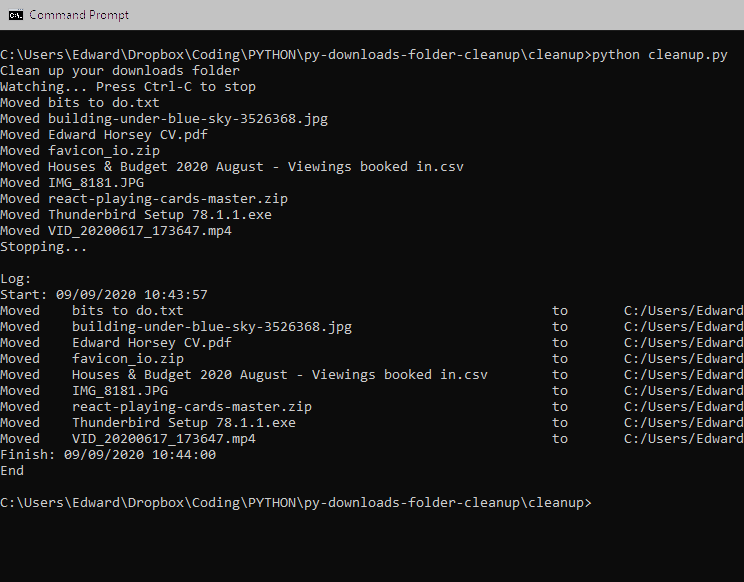 Command Prompt
C:\Users\Edward\Dropbox\Coding\PYTHON\py-downloads-folder-cleanup\cleanup>python cleanup.py
Clean up your downloads folder
Watching... Press Ctrl-C to stop
Moved bits to do.txt
Moved building-under-blue-sky-3526368.jpg
Moved Edward Horsey CV.pdf
Moved favicon_io.zip
Moved Houses & Budget 2020 August - Viewings booked in.csv
Moved IMG_8181.JPG
Moved react-playing-cards-master.zip
Moved Thunderbird Setup 78.1.1.exe
Moved VID_20200617_173647.mp4
Stopping...
Log:
Start: 09/09/2020 10:43:57
Moved    bits to do.txt    to    C:/Users/Edward
Moved    building-under-blue-sky-3526368.jpg    to    C:/Users/Edward
Moved    Edward Horsey CV.pdf    to    C:/Users/Edward
Moved    favicon_io.zip    to    C:/Users/Edward
Moved    Houses & Budget 2020 August - Viewings booked in.csv    to    C:/Users/Edward
Moved    IMG_8181.JPG    to    C:/Users/Edward
Moved    react-playing-cards-master.zip    to    C:/Users/Edward
Moved    Thunderbird Setup 78.1.1.exe    to    C:/Users/Edward
Moved    VID_20200617_173647.mp4    to    C:/Users/Edward
Finish: 09/09/2020 10:44:00
End
C:\Users\Edward\Dropbox\Coding\PYTHON\py-downloads-folder-cleanup\cleanup>